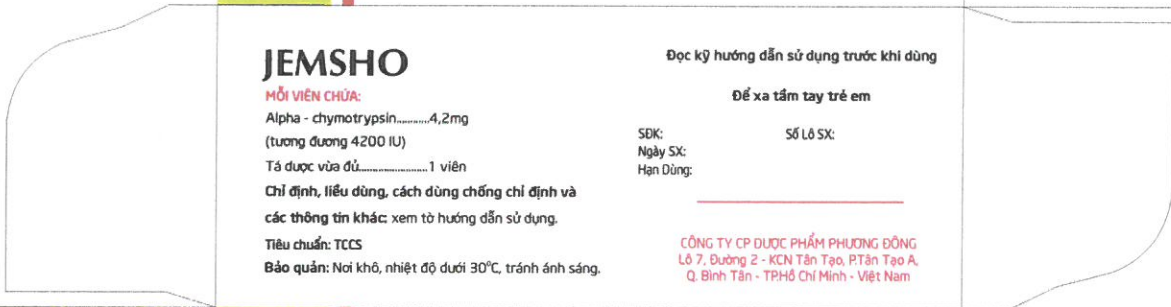 JEMSHO
MỖI VIÊN CHỨA:
Alpha - chymotrypsin...........4,2mg
(tương đương 4200 IU)
Tá dược vừa đủ.......................1 viên
Chỉ định, liều dùng, cách dùng chống chỉ định và
các thông tin khác: xem tờ hướng dẫn sử dụng.
Tiêu chuẩn: TCCS
Bảo quản: Nơi khô, nhiệt độ dưới 30°C, tránh ánh sáng.
Đọc kỹ hướng dẫn sử dụng trước khi dùng
Để xa tầm tay trẻ em
SĐK: Số Lô SX:
Ngày SX:
Hạn Dùng:
CÔNG TY CP DƯỢC PHẨM PHƯƠNG ĐÔNG
Lô 7, Đường 2 - KCN Tân Tạo, P.Tân Tạo A,
Q. Bình Tân - TP.Hồ Chí Minh - Việt Nam